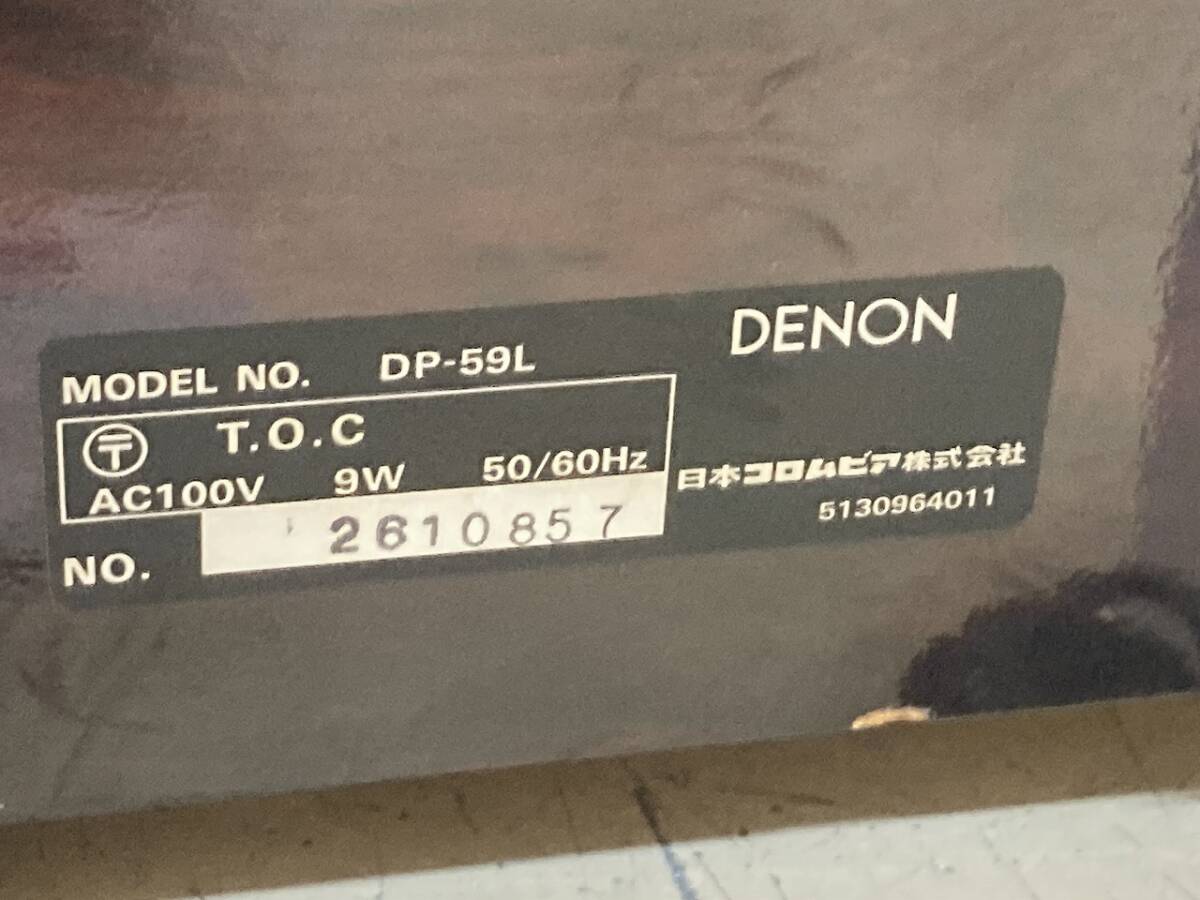 DENON
MODEL NO. DP-59L
〒 T.O.C
AC100V 9W 50/60Hz
日本コロムビア株式会社
5130964011
NO. 2610857